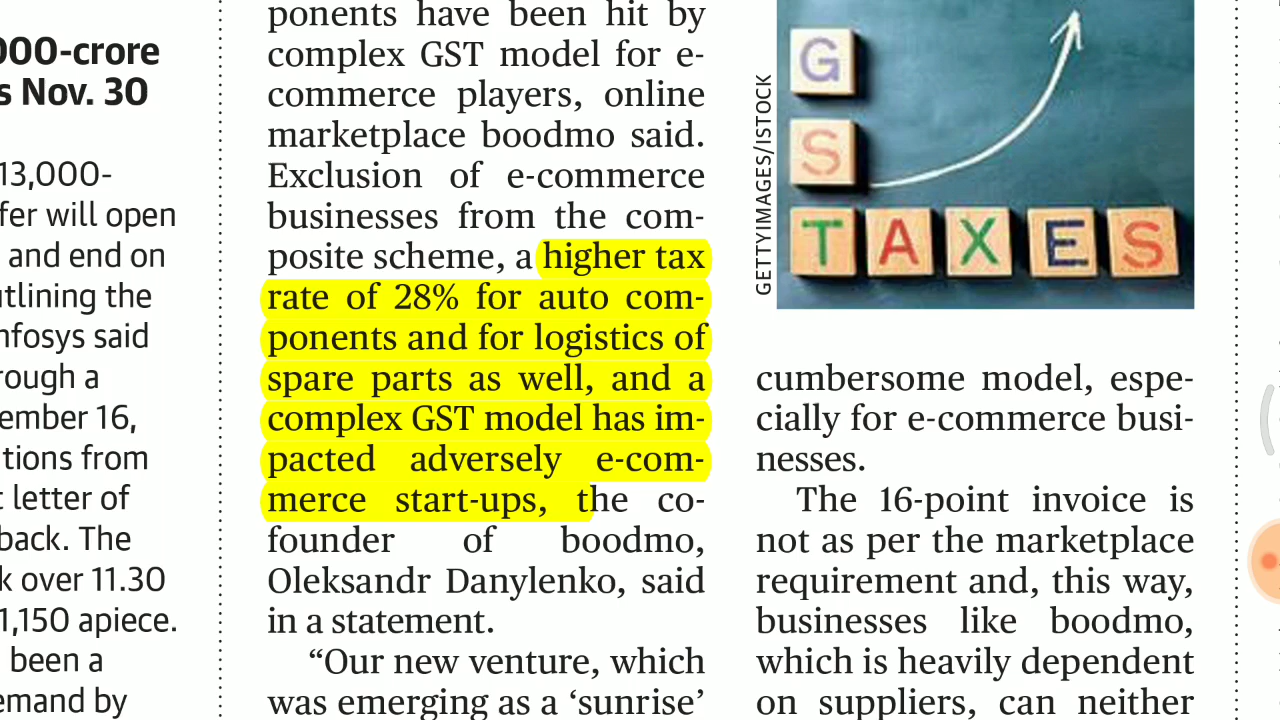 000-crore
s Nov. 30
13,000-
fer will open
and end on
utlining the
nfosys said
rough a
ember 16,
tions from
t letter of
back. The
k over 11.30
1,150 apiece.
been a
emand by
ponents have been hit by
complex GST model for e-
commerce players, online
marketplace boodmo said.
Exclusion of e-commerce
businesses from the com-
posite scheme, a higher tax
rate of 28% for auto com-
ponents and for logistics of
spare parts as well, and a
complex GST model has im-
pacted adversely e-com-
merce start-ups, the co-
founder of boodmo,
Oleksandr Danylenko, said
in a statement.
“Our new venture, which
was emerging as a ‘sunrise’
GETTYIMAGES/ISTOCK
G
S
TAXES
cumbersome model, espe-
cially for e-commerce busi-
nesses.
The 16-point invoice is
not as per the marketplace
requirement and, this way,
businesses like boodmo,
which is heavily dependent
on suppliers, can neither